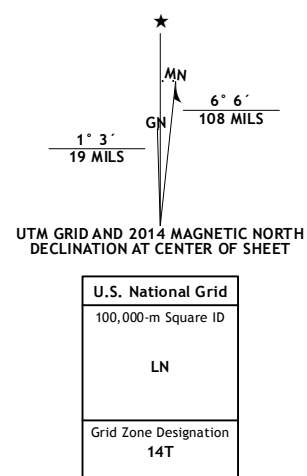 ★
MN
GN
6° 6´
108 MILS
1° 3´
19 MILS
UTM GRID AND 2014 MAGNETIC NORTH
DECLINATION AT CENTER OF SHEET
U.S. National Grid
100,000-m Square ID
LN
Grid Zone Designation
14T